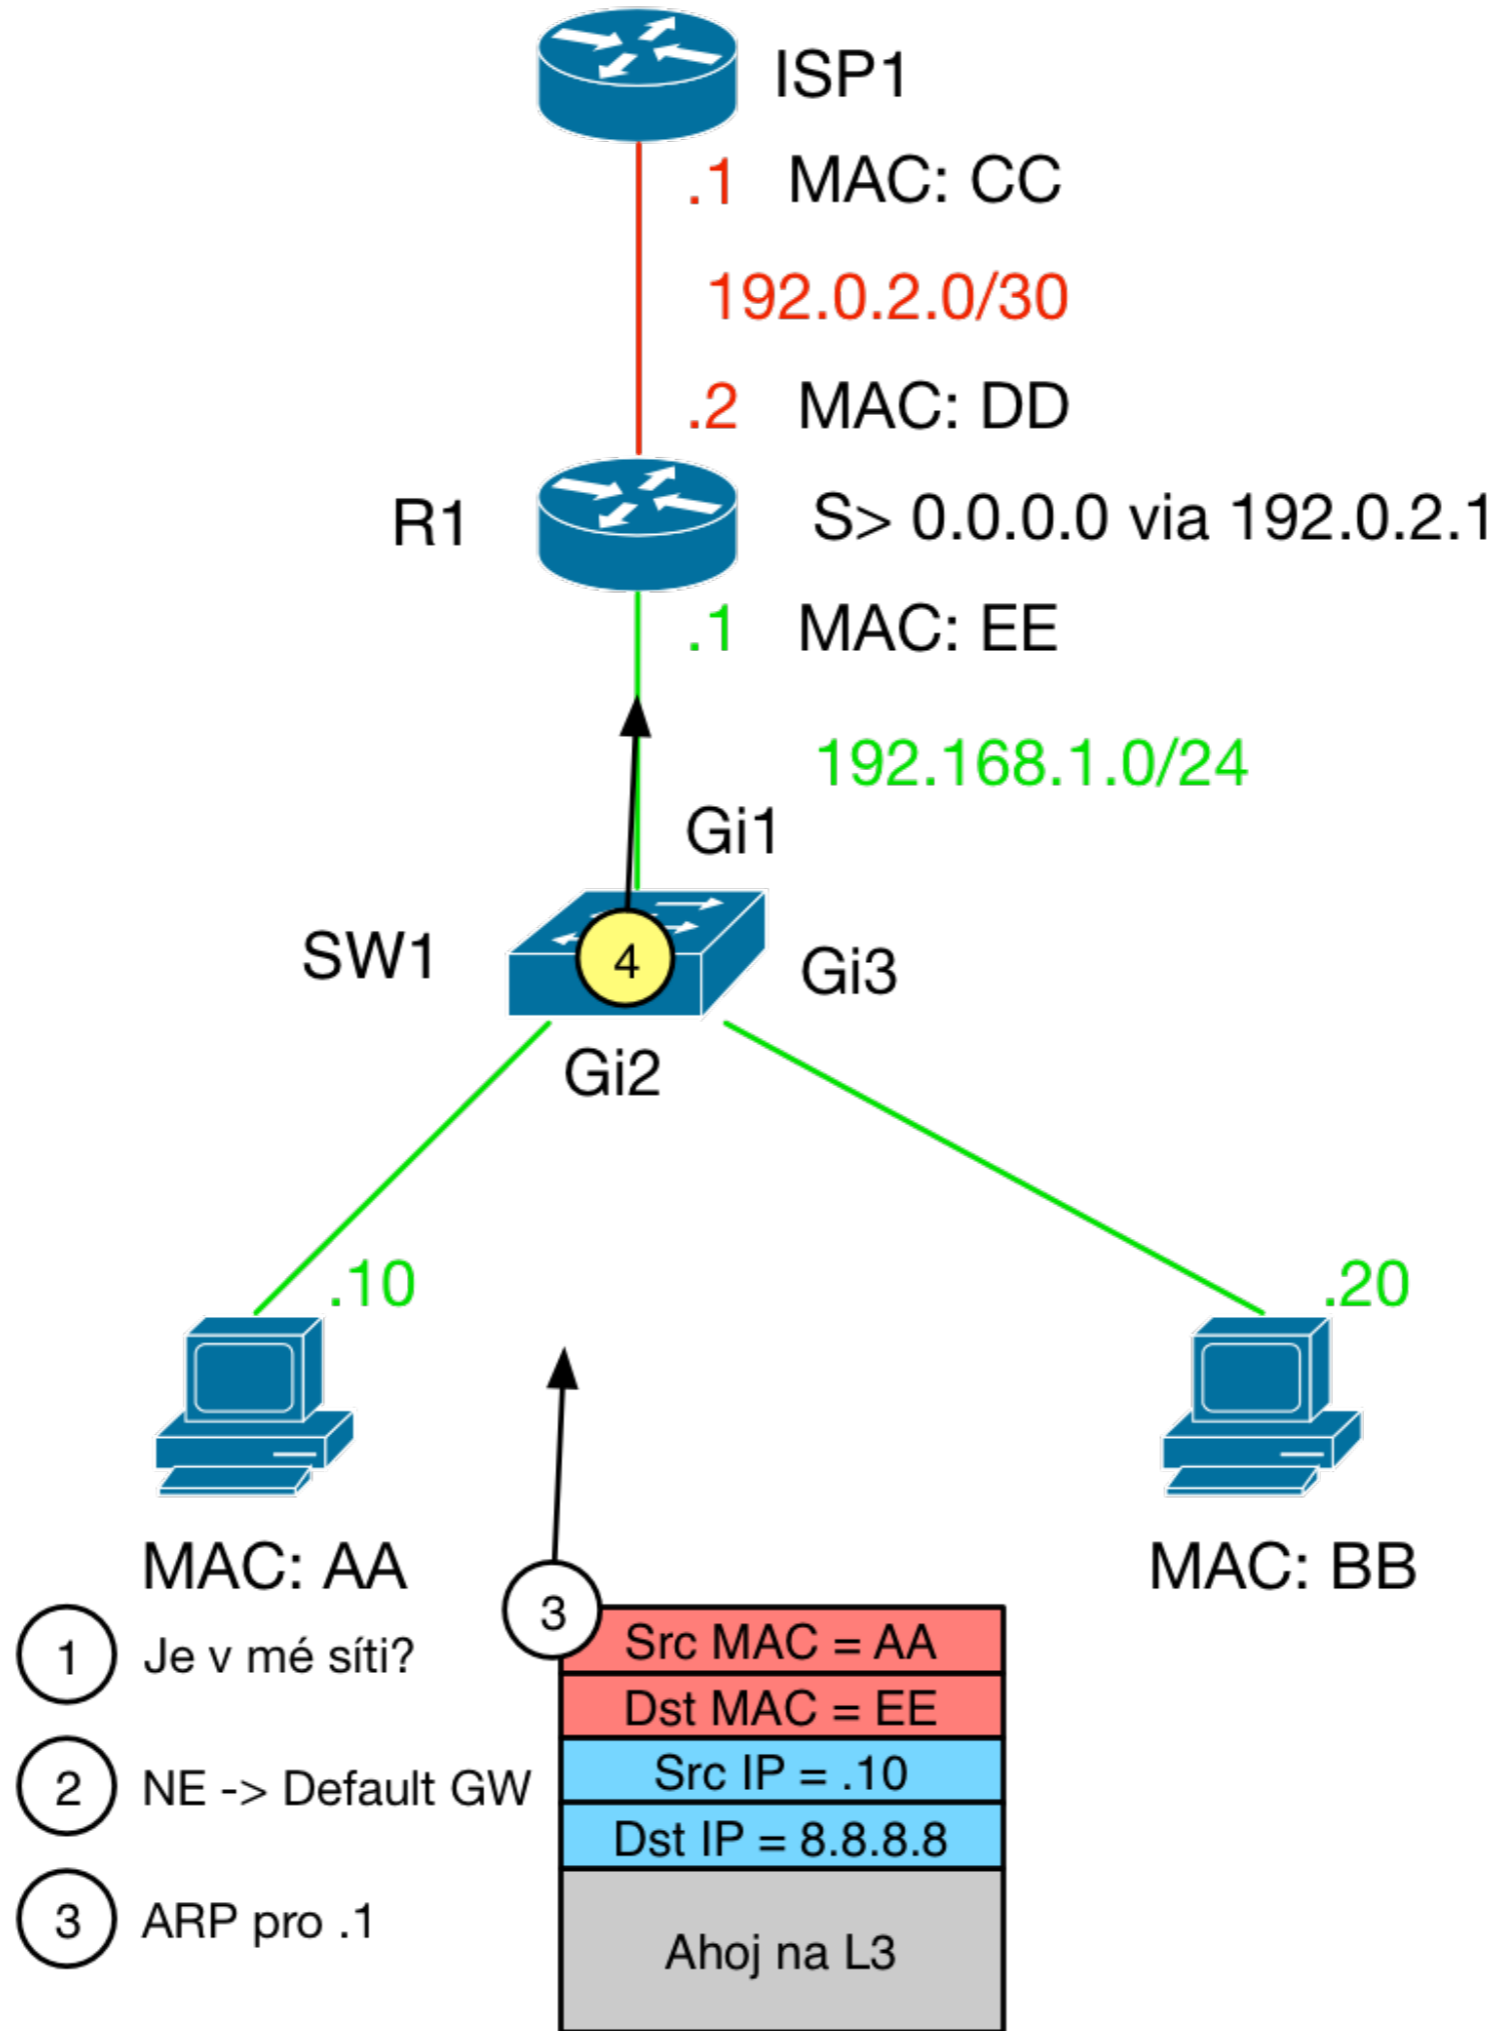 ISP1
.1 MAC: CC
192.0.2.0/30
.2 MAC: DD
R1 S> 0.0.0.0 via 192.0.2.1
.1 MAC: EE
192.168.1.0/24
Gi1
SW1 4 Gi3
Gi2
.10 .20
MAC: AA MAC: BB
1 Je v mé síti?
2 NE -> Default GW
3 ARP pro .1
3
Src MAC = AA
Dst MAC = EE
Src IP = .10
Dst IP = 8.8.8.8
Ahoj na L3